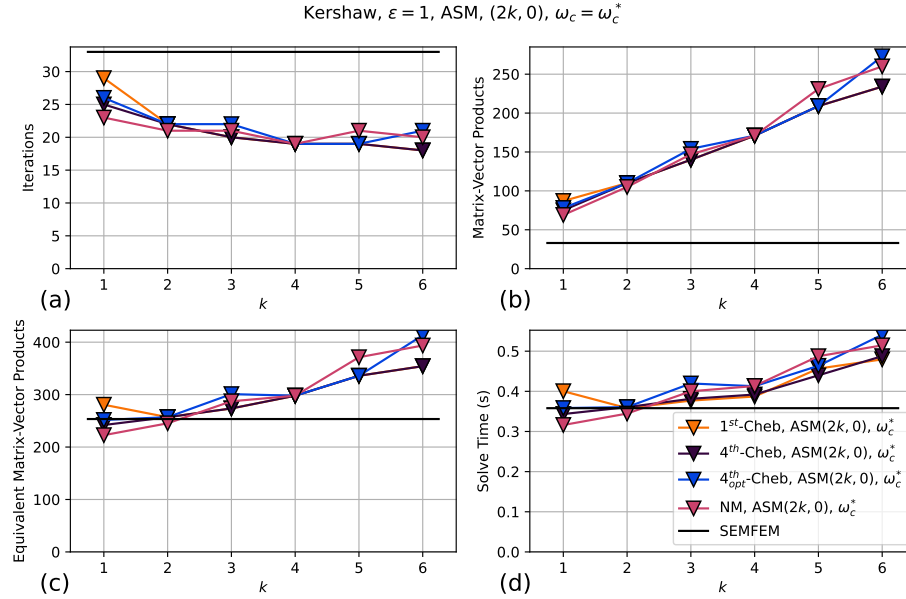 Kershaw, ε = 1, ASM, (2k, 0), ω_c = ω_c^*
Iterations
30
25
20
15
10
5
0
1 2 3 4 5 6
k
(a)
Matrix-Vector Products
250
200
150
100
50
0
1 2 3 4 5 6
k
(b)
Equivalent Matrix-Vector Products
400
300
200
100
0
1 2 3 4 5 6
k
(c)
Solve Time (s)
0.5
0.4
0.3
0.2
0.1
0.0
1 2 3 4 5 6
k
(d)
1^{st}-Cheb, ASM(2k, 0), ω_c^*
4^{th}-Cheb, ASM(2k, 0), ω_c^*
4^{th}_{opt}-Cheb, ASM(2k, 0), ω_c^*
NM, ASM(2k, 0), ω_c^*
SEMFEM